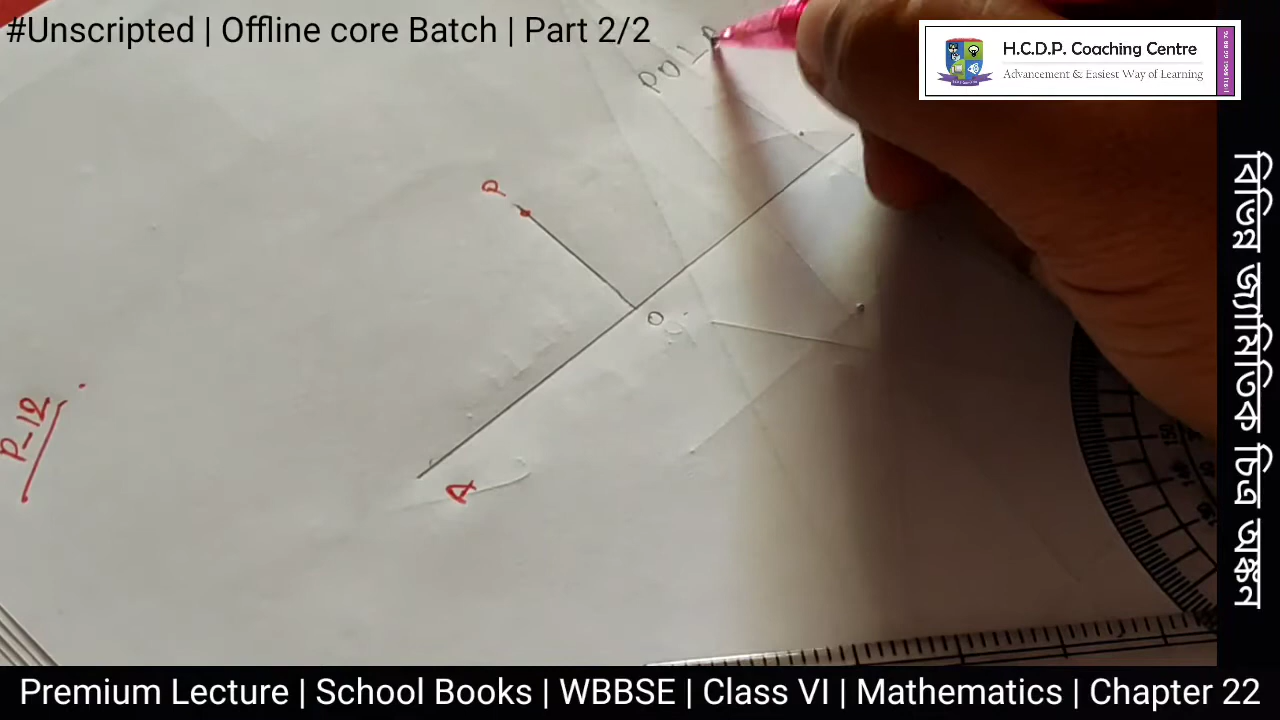 #Unscripted | Offline core Batch | Part 2/2
H.C.D.P. Coaching Centre
Advancement & Easiest Way of Learning
PO⊥A
P
O
A
P-12
বিভিন্ন জ্যামিতিক চিত্র অঙ্কন
Premium Lecture | School Books | WBBSE | Class VI | Mathematics | Chapter 22